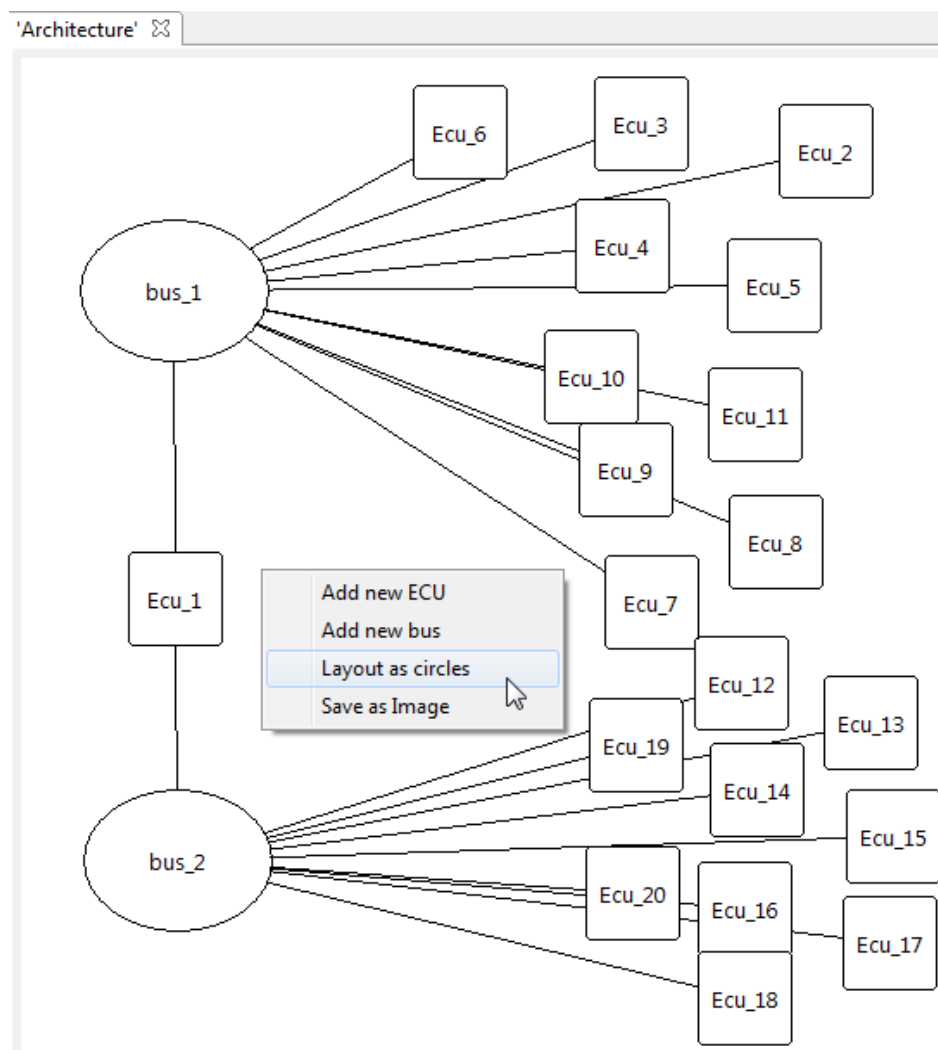 'Architecture'
Ecu_6
Ecu_3
Ecu_2
Ecu_4
Ecu_5
bus_1
Ecu_10
Ecu_11
Ecu_9
Ecu_8
Ecu_1
Ecu_7
Add new ECU
Add new bus
Layout as circles
Save as Image
Ecu_12
Ecu_13
Ecu_19
Ecu_14
Ecu_15
bus_2
Ecu_20
Ecu_16
Ecu_17
Ecu_18